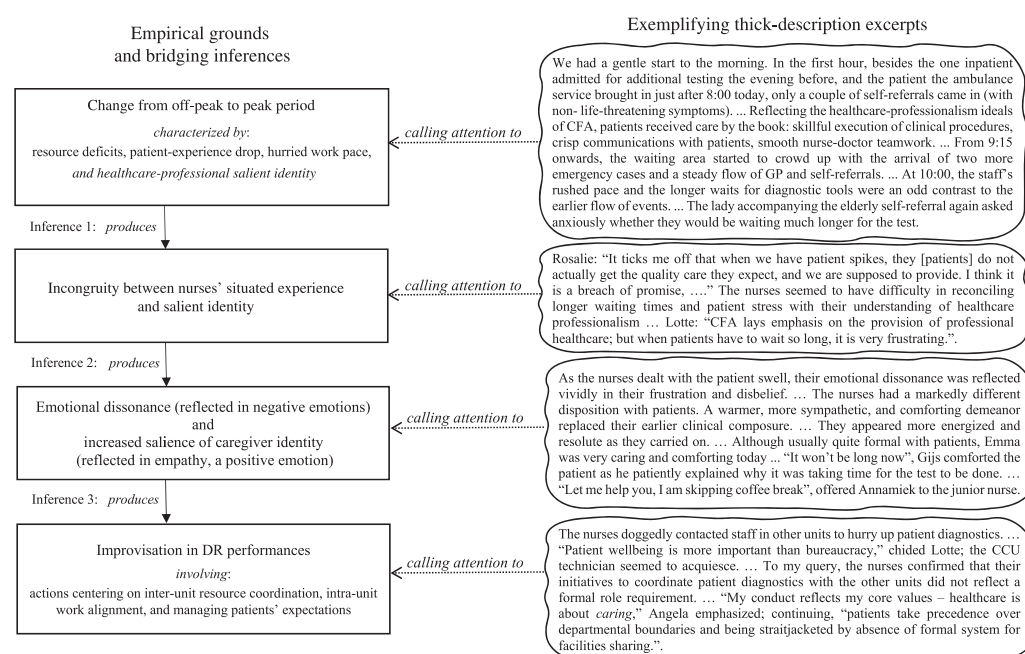 Empirical grounds
and bridging inferences
Change from off-peak to peak period
characterized by:
resource deficits, patient-experience drop, hurried work pace,
and healthcare-professional salient identity
Inference 1: produces
Incongruity between nurses' situated experience
and salient identity
Inference 2: produces
Emotional dissonance (reflected in negative emotions)
and
increased salience of caregiver identity
(reflected in empathy, a positive emotion)
Inference 3: produces
Improvisation in DR performances
involving:
actions centering on inter-unit resource coordination, intra-unit
work alignment, and managing patients' expectations
calling attention to
calling attention to
calling attention to
calling attention to
Exemplifying thick-description excerpts
We had a gentle start to the morning. In the first hour, besides the one inpatient
admitted for additional testing the evening before, and the patient the ambulance
service brought in just after 8:00 today, only a couple of self-referrals came in (with
non- life-threatening symptoms). ... Reflecting the healthcare-professionalism ideals
of CFA, patients received care by the book: skillful execution of clinical procedures,
crisp communications with patients, smooth nurse-doctor teamwork. ... From 9:15
onwards, the waiting area started to crowd up with the arrival of two more
emergency cases and a steady flow of GP and self-referrals. ... At 10:00, the staff's
rushed pace and the longer waits for diagnostic tools were an odd contrast to the
earlier flow of events. ... The lady accompanying the elderly self-referral again asked
anxiously whether they would be waiting much longer for the test.
Rosalie: "It ticks me off that when we have patient spikes, they [patients] do not
actually get the quality care they expect, and we are supposed to provide. I think it
is a breach of promise, …." The nurses seemed to have difficulty in reconciling
longer waiting times and patient stress with their understanding of healthcare
professionalism … Lotte: "CFA lays emphasis on the provision of professional
healthcare; but when patients have to wait so long, it is very frustrating.".
As the nurses dealt with the patient swell, their emotional dissonance was reflected
vividly in their frustration and disbelief. … The nurses had a markedly different
disposition with patients. A warmer, more sympathetic, and comforting demeanor
replaced their earlier clinical composure. … They appeared more energized and
resolute as they carried on. … Although usually quite formal with patients, Emma
was very caring and comforting today ... "It won't be long now", Gijs comforted the
patient as he patiently explained why it was taking time for the test to be done. …
"Let me help you, I am skipping coffee break", offered Annamiek to the junior nurse.
The nurses doggedly contacted staff in other units to hurry up patient diagnostics. …
"Patient wellbeing is more important than bureaucracy," chided Lotte; the CCU
technician seemed to acquiesce. … To my query, the nurses confirmed that their
initiatives to coordinate patient diagnostics with the other units did not reflect a
formal role requirement. … "My conduct reflects my core values – healthcare is
about caring," Angela emphasized; continuing, "patients take precedence over
departmental boundaries and being straitjacketed by absence of formal system for
facilities sharing.".